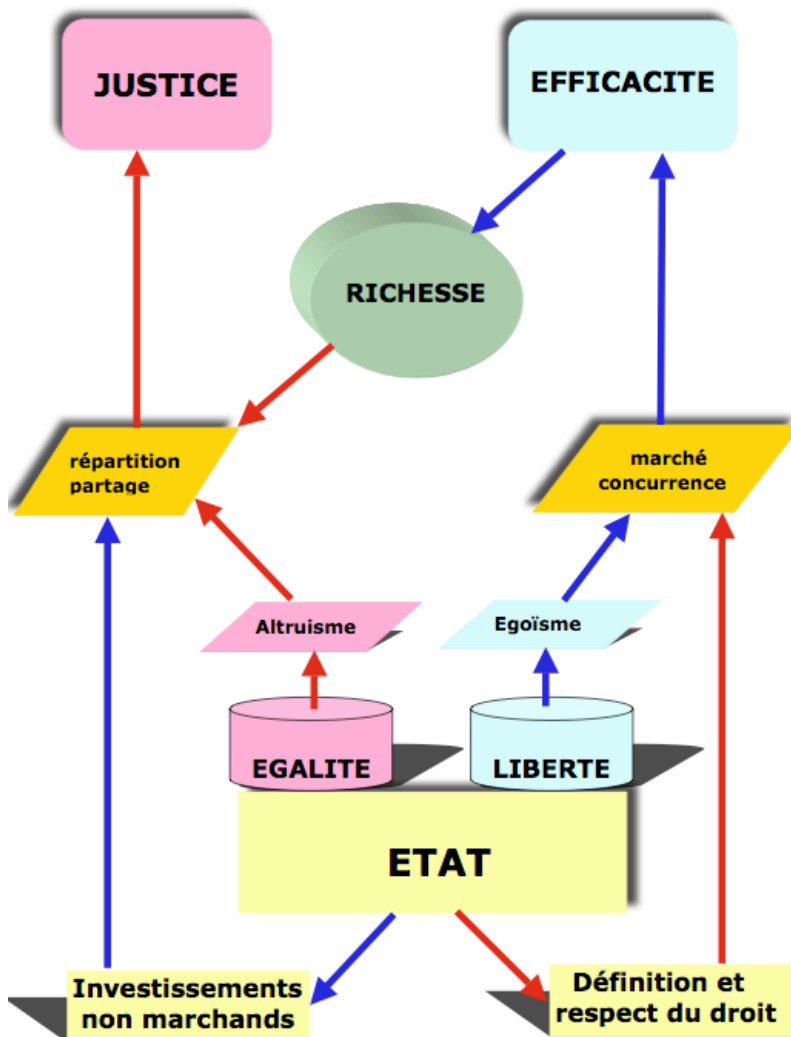 JUSTICE
EFFICACITE
RICHESSE
répartition
partage
marché
concurrence
Altruisme
Egoïsme
EGALITE
LIBERTE
ETAT
Investissements
non marchands
Définition et
respect du droit